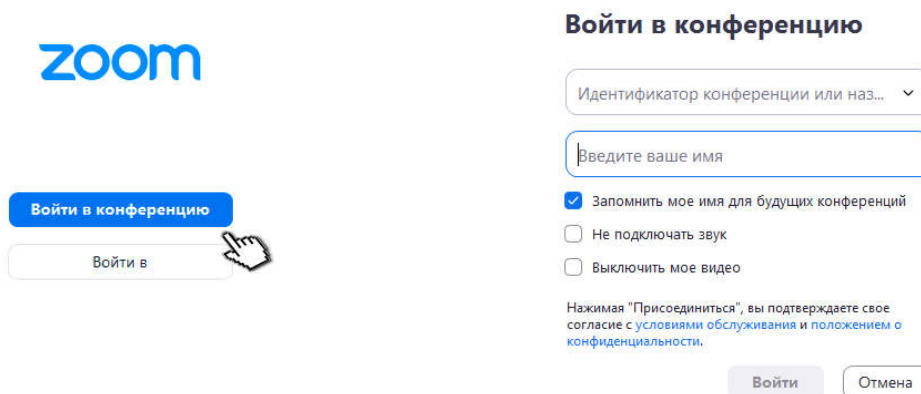 zoom
Войти в конференцию
Войти в
Войти в конференцию
Идентификатор конференции или наз...
Введите ваше имя
Запомнить мое имя для будущих конференций
Не подключать звук
Выключить мое видео
Нажимая "Присоединиться", вы подтверждаете свое
согласие с условиями обслуживания и положением о
конфиденциальности.
Войти
Отмена